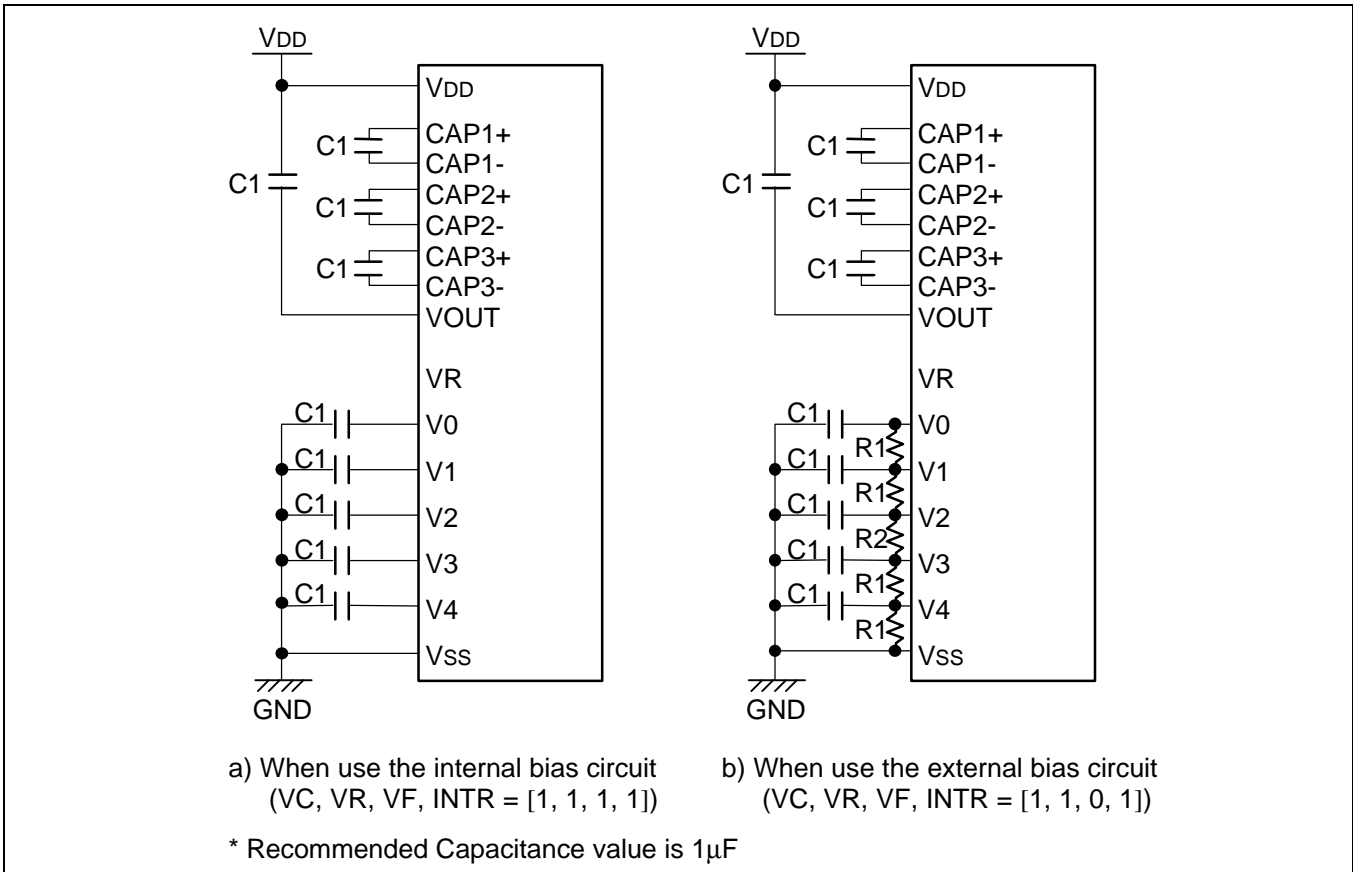 VDD
VDD
CAP1+
C1
CAP1-
C1
CAP2+
C1
CAP2-
CAP3+
C1
CAP3-
VOUT
VR
C1
V0
C1
V1
C1
V2
C1
V3
C1
V4
VSS
GND
a) When use the internal bias circuit
(VC, VR, VF, INTR = [1, 1, 1, 1])
VDD
VDD
CAP1+
C1
CAP1-
C1
CAP2+
C1
CAP2-
CAP3+
C1
CAP3-
VOUT
VR
C1
V0
R1
C1
V1
R1
C1
V2
R2
C1
V3
R1
C1
V4
R1
VSS
GND
b) When use the external bias circuit
(VC, VR, VF, INTR = [1, 1, 0, 1])
* Recommended Capacitance value is 1μF